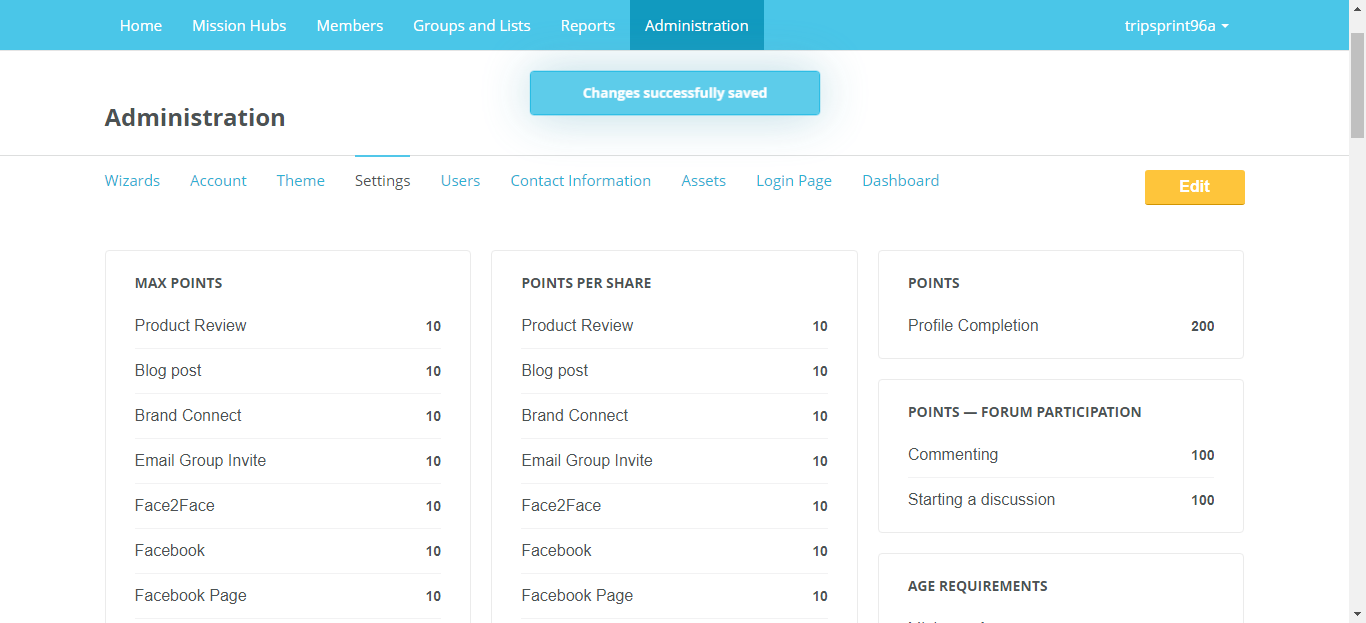 Home Mission Hubs Members Groups and Lists Reports Administration tripsprint96a
Changes successfully saved
Administration
Wizards Account Theme Settings Users Contact Information Assets Login Page Dashboard
Edit
MAX POINTS
Product Review 10
Blog post 10
Brand Connect 10
Email Group Invite 10
Face2Face 10
Facebook 10
Facebook Page 10
POINTS PER SHARE
Product Review 10
Blog post 10
Brand Connect 10
Email Group Invite 10
Face2Face 10
Facebook 10
Facebook Page 10
POINTS
Profile Completion 200
POINTS — FORUM PARTICIPATION
Commenting 100
Starting a discussion 100
AGE REQUIREMENTS